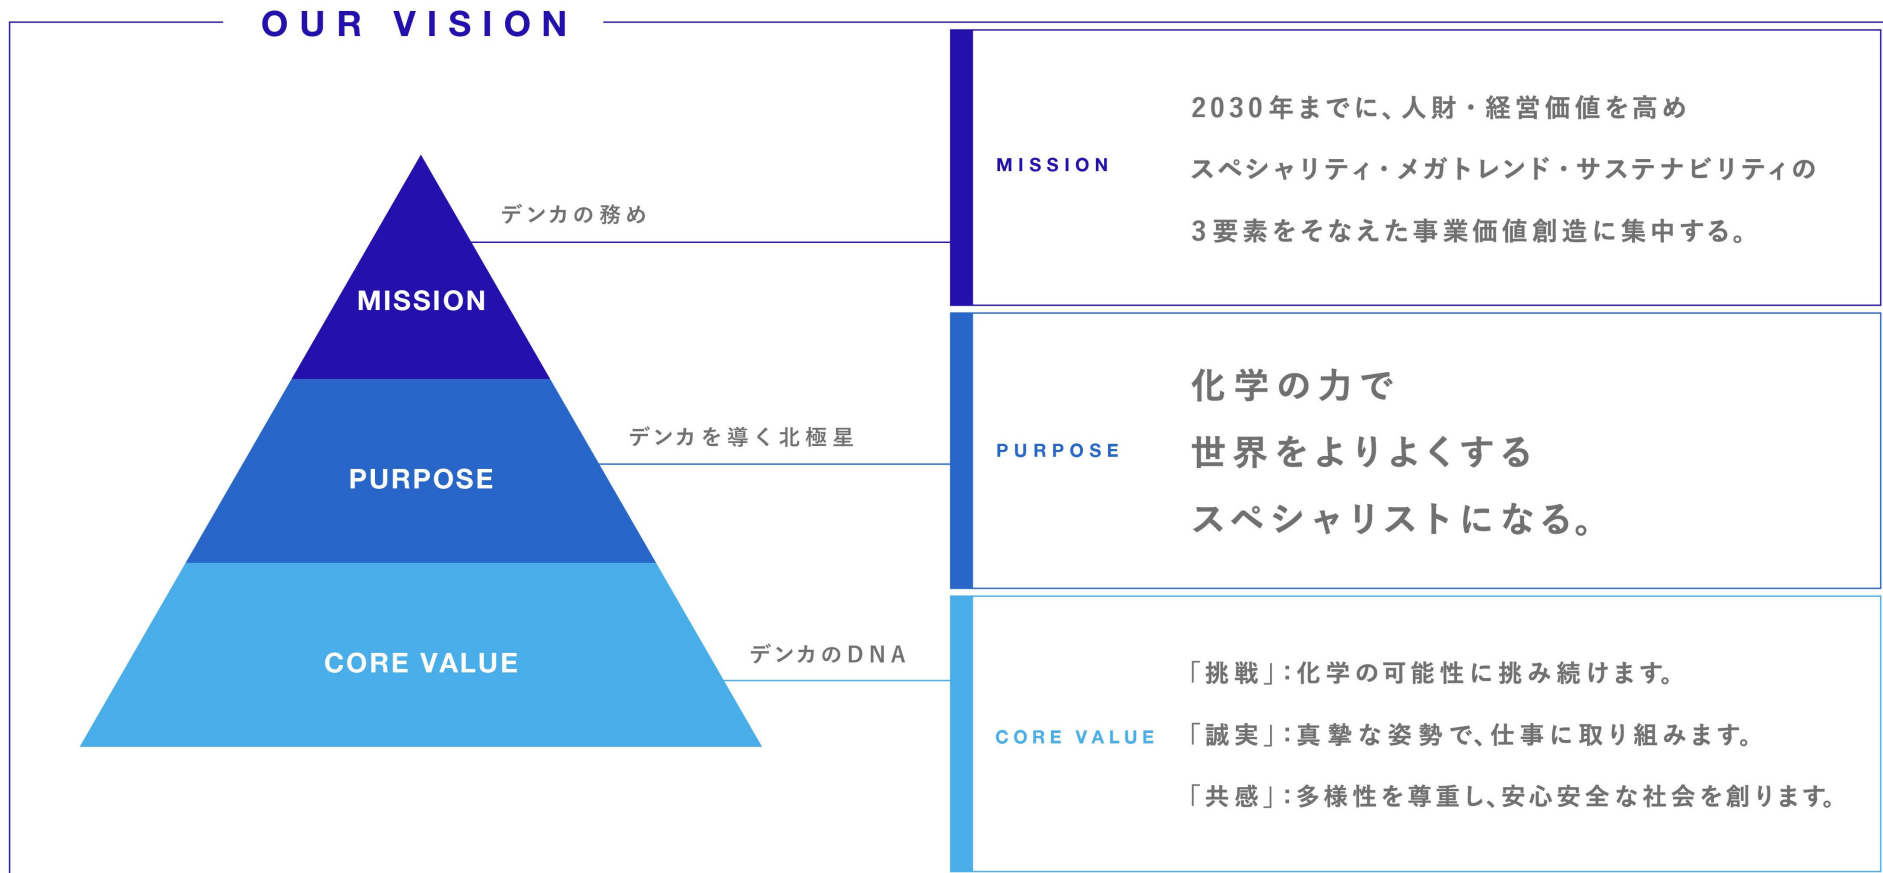 OUR VISION
デンカの務め
MISSION
デンカを導く北極星
PURPOSE
デンカのDNA
CORE VALUE
MISSION
2030年までに、人財・経営価値を高め
スペシャリティ・メガトレンド・サステナビリティの
3要素をそなえた事業価値創造に集中する。
PURPOSE
化学の力で
世界をよりよくする
スペシャリストになる。
CORE VALUE
「挑戦」：化学の可能性に挑み続けます。
「誠実」：真摯な姿勢で、仕事に取り組みます。
「共感」：多様性を尊重し、安心安全な社会を創ります。